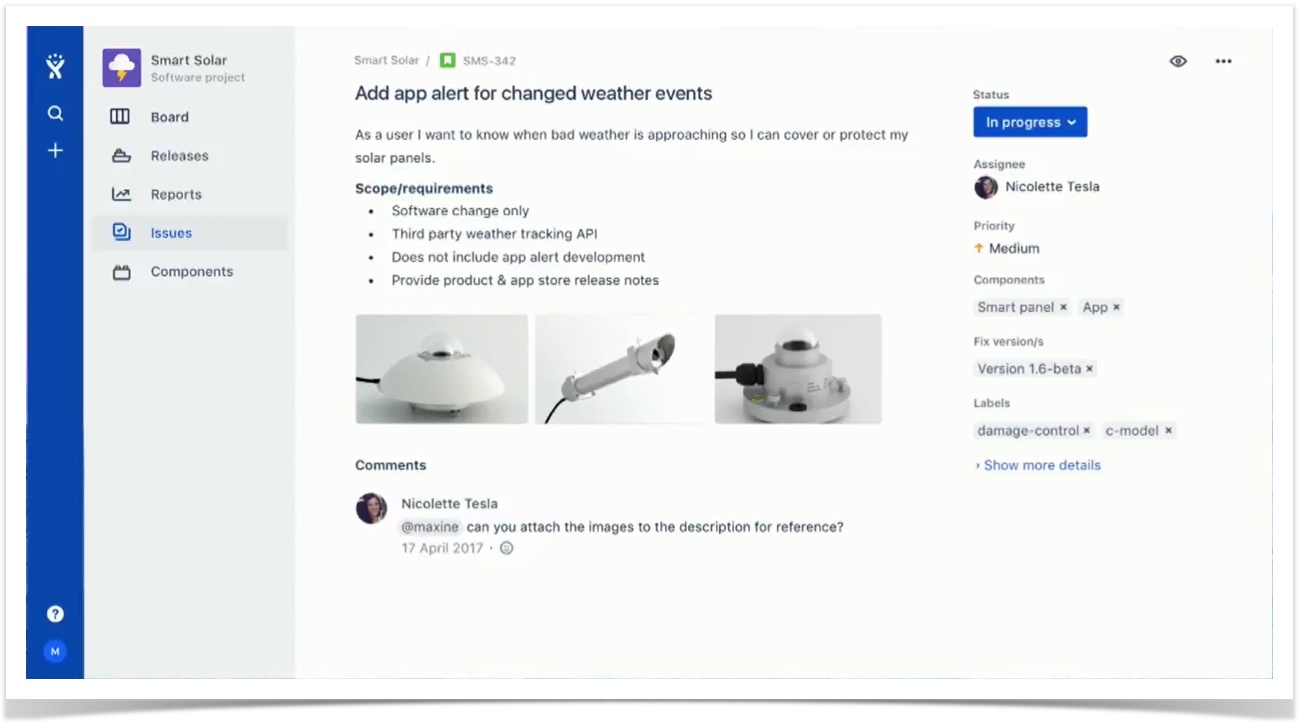 Smart Solar
Software project
Board
Releases
Reports
Issues
Components
?
M
Smart Solar / SMS-342
Add app alert for changed weather events
As a user I want to know when bad weather is approaching so I can cover or protect my
solar panels.
Scope/requirements
• Software change only
• Third party weather tracking API
• Does not include app alert development
• Provide product & app store release notes
Comments
Nicolette Tesla
@maxine can you attach the images to the description for reference?
17 April 2017 •
Status
In progress
Assignee
Nicolette Tesla
Priority
Medium
Components
Smart panel × App ×
Fix version/s
Version 1.6-beta ×
Labels
damage-control × c-model ×
› Show more details